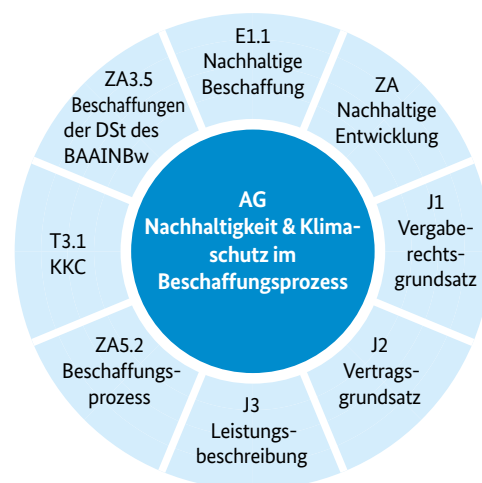 E1.1
Nachhaltige
Beschaffung
ZA
Nachhaltige
Entwicklung
J1
Vergabe-
rechts-
grundsatz
J2
Vertrags-
grundsatz
J3
Leistungs-
beschreibung
ZA5.2
Beschaffungs-
prozess
T3.1
KKC
ZA3.5
Beschaffungen
der DSt des
BAAINBw
AG
Nachhaltigkeit & Klima-
schutz im
Beschaffungsprozess